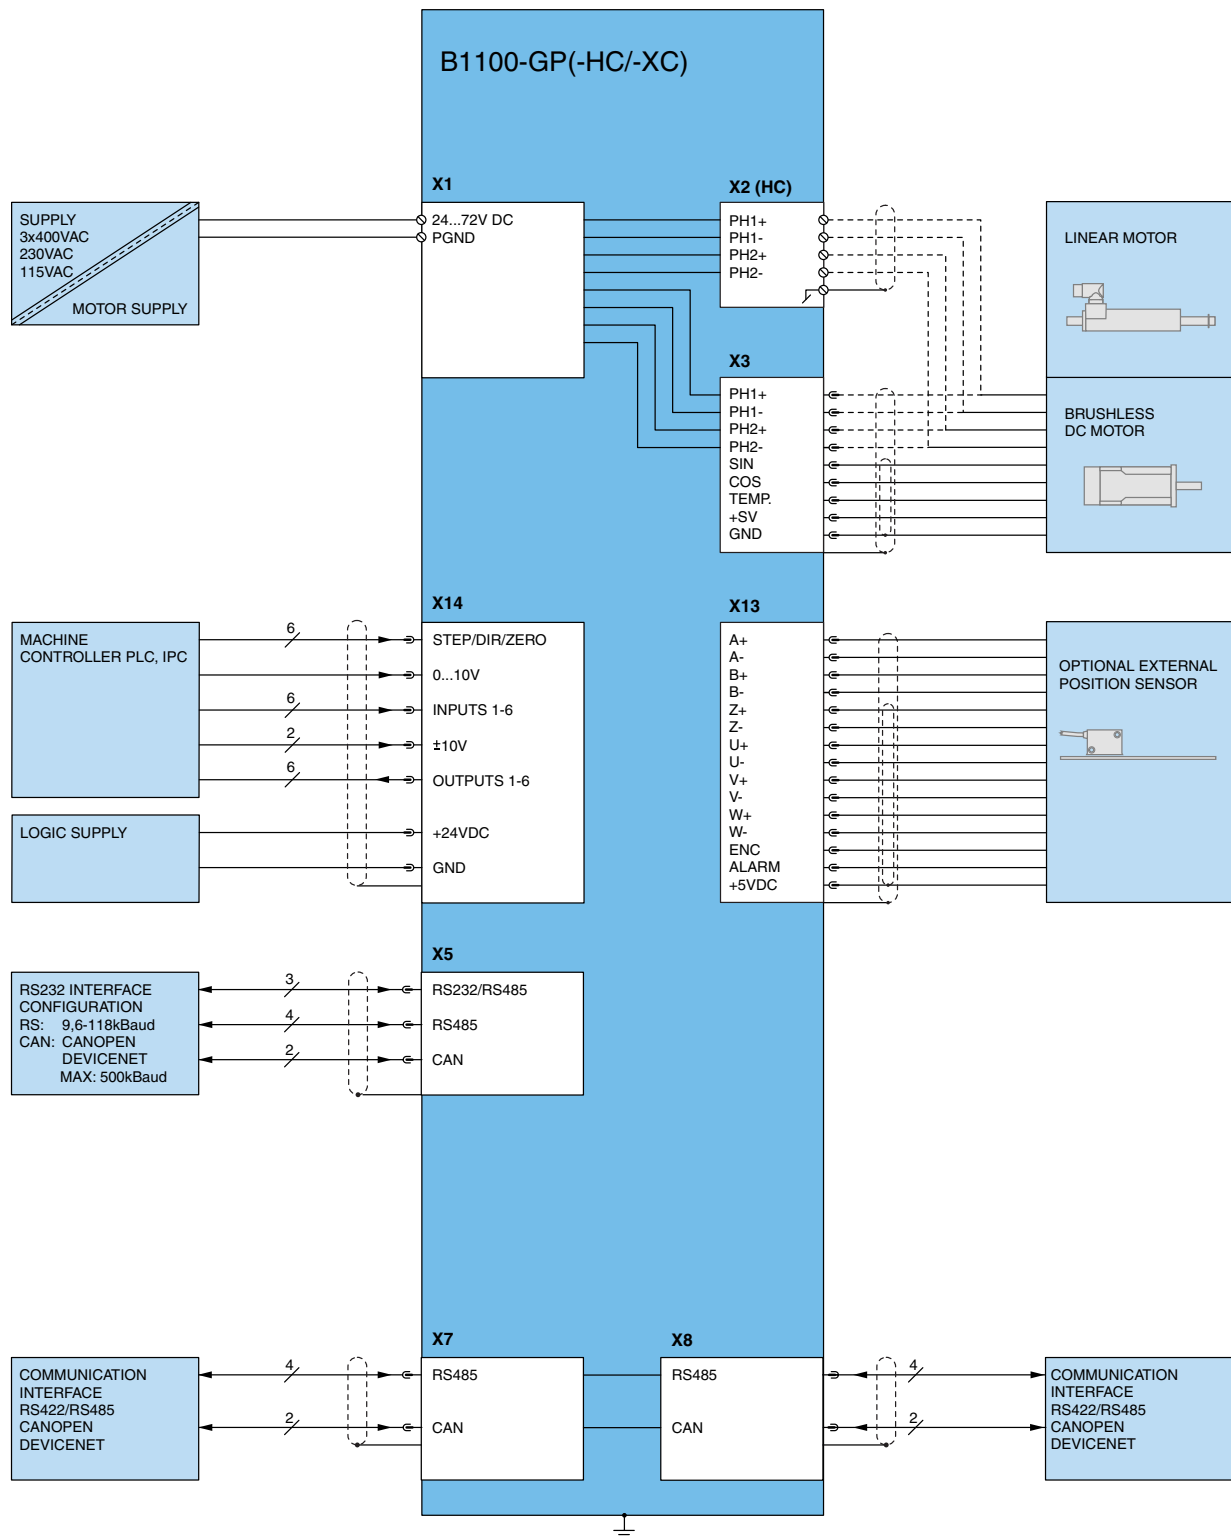 B1100-GP(-HC/-XC)
X1
X2 (HC)
SUPPLY
3x400VAC
230VAC
115VAC
MOTOR SUPPLY
24...72V DC
PGND
PH1+
PH1-
PH2+
PH2-
LINEAR MOTOR
X3
PH1+
PH1-
PH2+
PH2-
SIN
COS
TEMP.
+SV
GND
BRUSHLESS
DC MOTOR
X14
X13
MACHINE
CONTROLLER PLC, IPC
6
6
2
6
STEP/DIR/ZERO
0...10V
INPUTS 1-6
±10V
OUTPUTS 1-6
LOGIC SUPPLY
+24VDC
GND
A+
A-
B+
B-
Z+
Z-
U+
U-
V+
V-
W+
W-
ENC
ALARM
+5VDC
OPTIONAL EXTERNAL
POSITION SENSOR
X5
RS232 INTERFACE
CONFIGURATION
RS: 9,6-118kBaud
CAN: CANOPEN
DEVICENET
MAX: 500kBaud
3
4
2
RS232/RS485
RS485
CAN
X7
X8
COMMUNICATION
INTERFACE
RS422/RS485
CANOPEN
DEVICENET
4
2
RS485
CAN
RS485
CAN
4
2
COMMUNICATION
INTERFACE
RS422/RS485
CANOPEN
DEVICENET